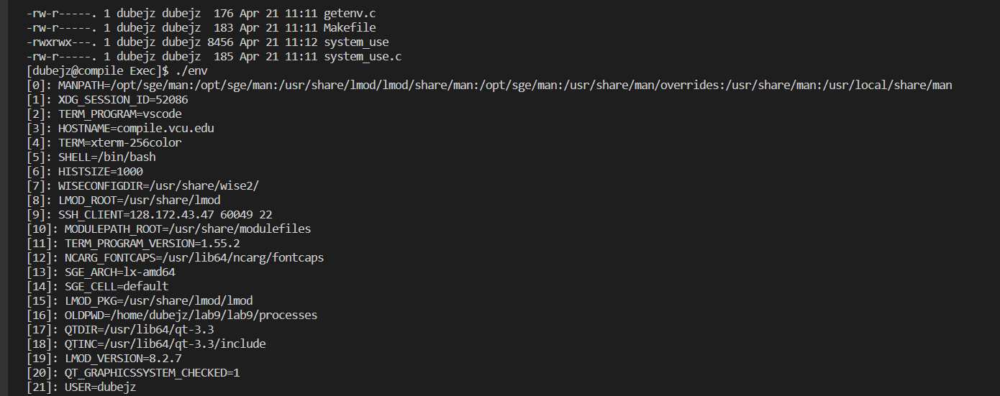 -rw-r-----. 1 dubejz dubejz  176 Apr 21 11:11 getenv.c
-rw-r-----. 1 dubejz dubejz  183 Apr 21 11:11 Makefile
-rwxrwx---. 1 dubejz dubejz 8456 Apr 21 11:12 system_use
-rw-r-----. 1 dubejz dubejz  185 Apr 21 11:11 system_use.c
[dubejz@compile Exec]$ ./env
[0]: MANPATH=/opt/sge/man:/opt/sge/man:/usr/share/lmod/lmod/share/man:/opt/sge/man:/usr/share/man/overrides:/usr/share/man:/usr/local/share/man
[1]: XDG_SESSION_ID=52086
[2]: TERM_PROGRAM=vscode
[3]: HOSTNAME=compile.vcu.edu
[4]: TERM=xterm-256color
[5]: SHELL=/bin/bash
[6]: HISTSIZE=1000
[7]: WISECONFIGDIR=/usr/share/wise2/
[8]: LMOD_ROOT=/usr/share/lmod
[9]: SSH_CLIENT=128.172.43.47 60049 22
[10]: MODULEPATH_ROOT=/usr/share/modulefiles
[11]: TERM_PROGRAM_VERSION=1.55.2
[12]: NCARG_FONTCAPS=/usr/lib64/ncarg/fontcaps
[13]: SGE_ARCH=lx-amd64
[14]: SGE_CELL=default
[15]: LMOD_PKG=/usr/share/lmod/lmod
[16]: OLDPWD=/home/dubejz/lab9/lab9/processes
[17]: QTDIR=/usr/lib64/qt-3.3
[18]: QTINC=/usr/lib64/qt-3.3/include
[19]: LMOD_VERSION=8.2.7
[20]: QT_GRAPHICSSYSTEM_CHECKED=1
[21]: USER=dubejz